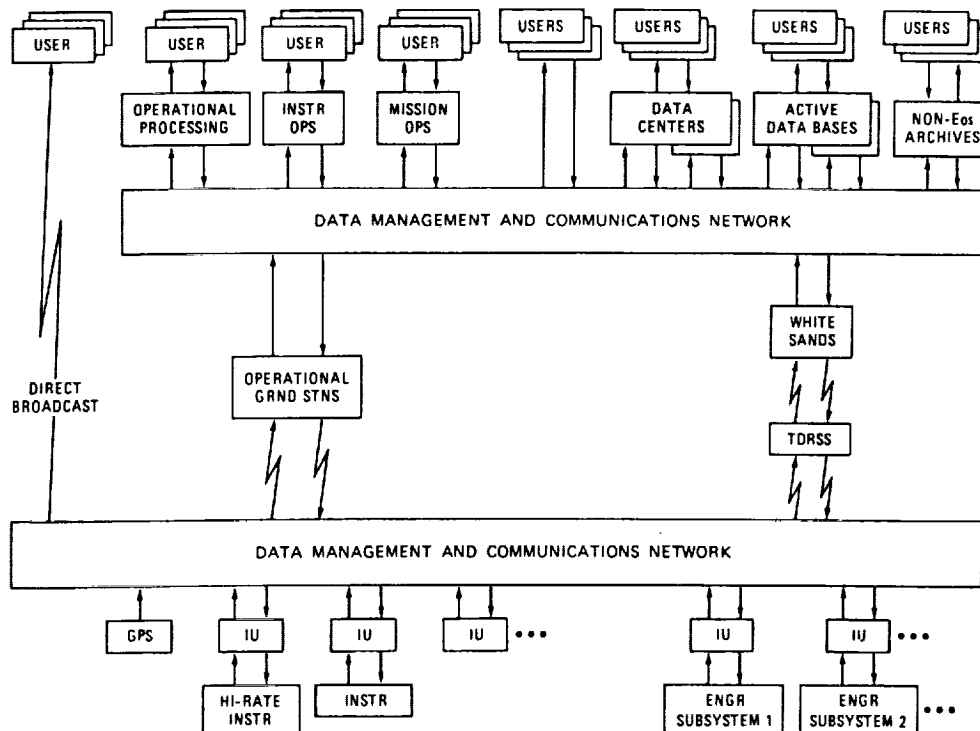 USER
USER
USER
USER
USERS
USERS
USERS
USERS
OPERATIONAL
PROCESSING
INSTR
OPS
MISSION
OPS
DATA
CENTERS
ACTIVE
DATA BASES
NON-Eos
ARCHIVES
DATA MANAGEMENT AND COMMUNICATIONS NETWORK
WHITE
SANDS
OPERATIONAL
GRND STNS
DIRECT
BROADCAST
TDRSS
DATA MANAGEMENT AND COMMUNICATIONS NETWORK
GPS
IU
IU
IU •••
IU
IU •••
HI-RATE
INSTR
INSTR
ENGR
SUBSYSTEM 1
ENGR
SUBSYSTEM 2 •••